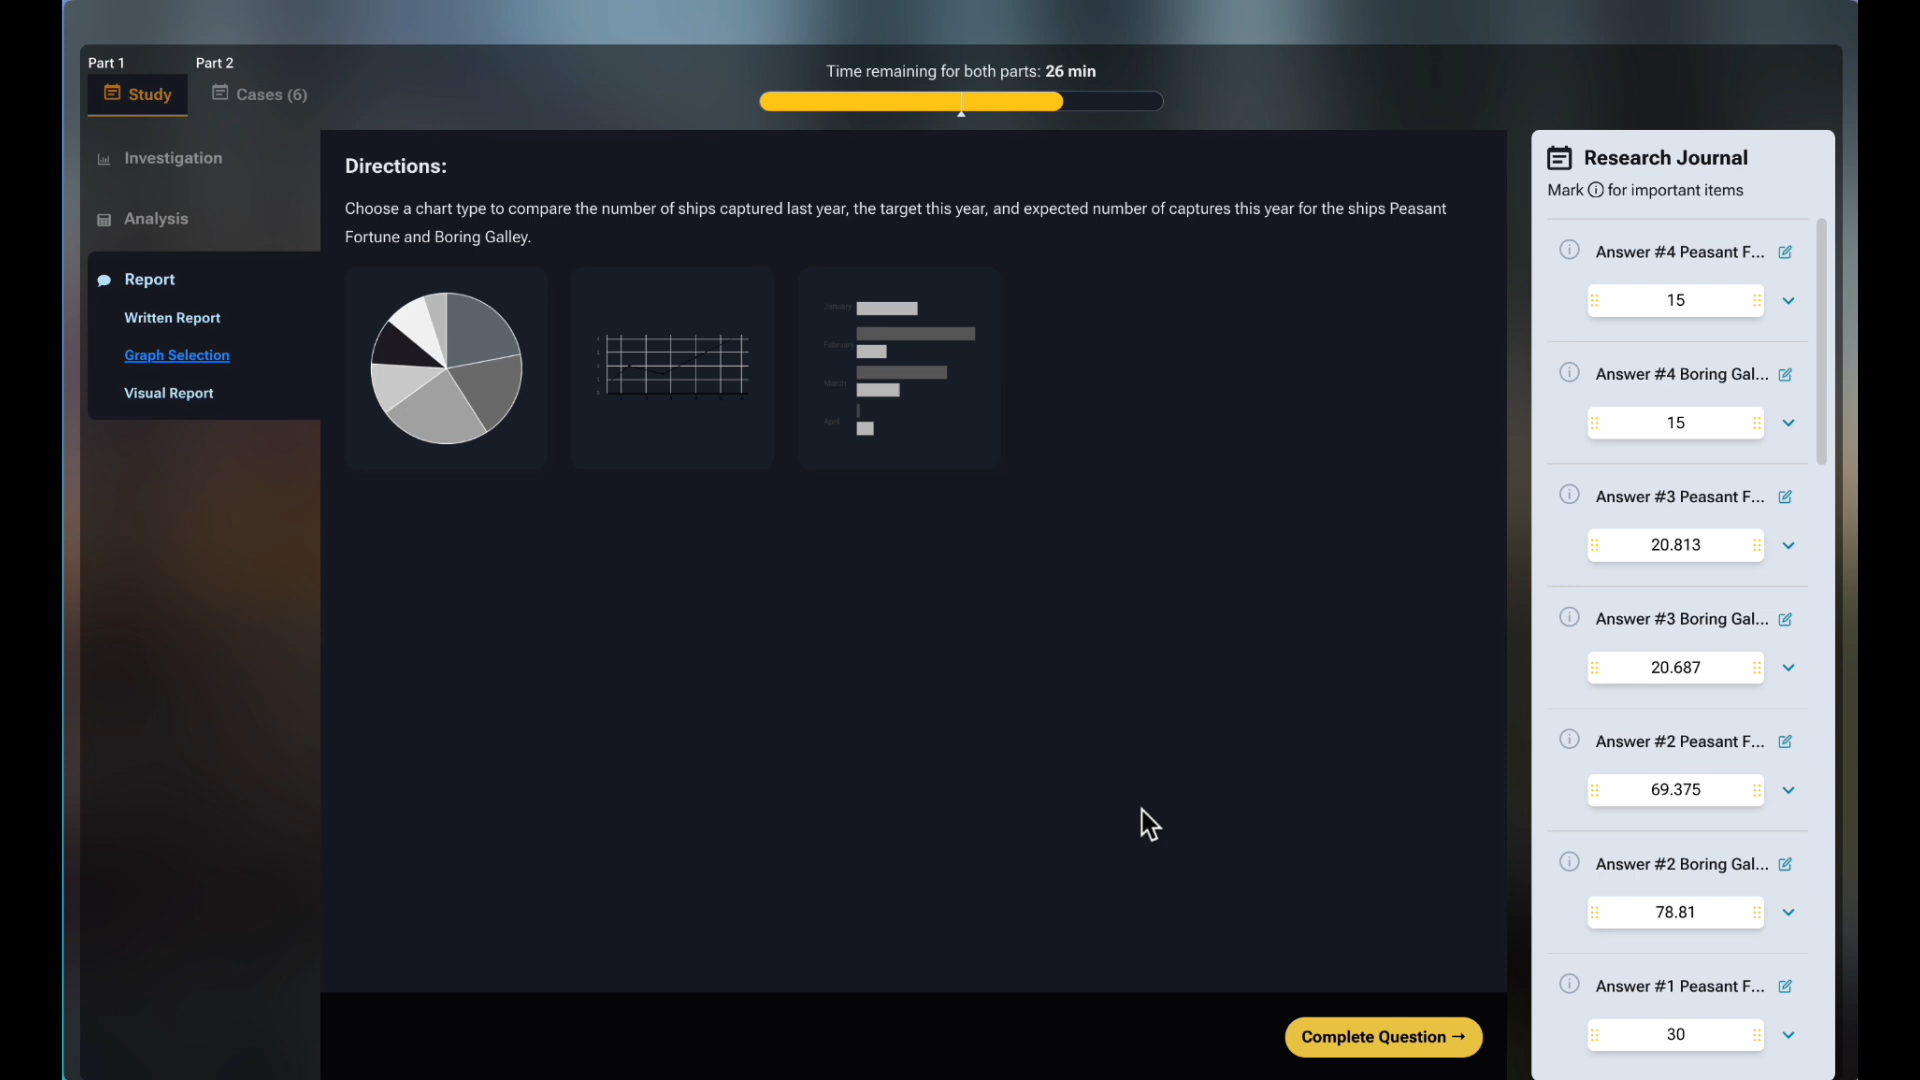 Part 1
Part 2
Study
Cases (6)
Time remaining for both parts: 26 min
Investigation
Analysis
Report
Written Report
Graph Selection
Visual Report
Directions:
Choose a chart type to compare the number of ships captured last year, the target this year, and expected number of captures this year for the ships Peasant
Fortune and Boring Galley.
January
February
March
April
Complete Question →
Research Journal
Mark ⓘ for important items
Answer #4 Peasant F...
15
Answer #4 Boring Gal...
15
Answer #3 Peasant F...
20.813
Answer #3 Boring Gal...
20.687
Answer #2 Peasant F...
69.375
Answer #2 Boring Gal...
78.81
Answer #1 Peasant F...
30